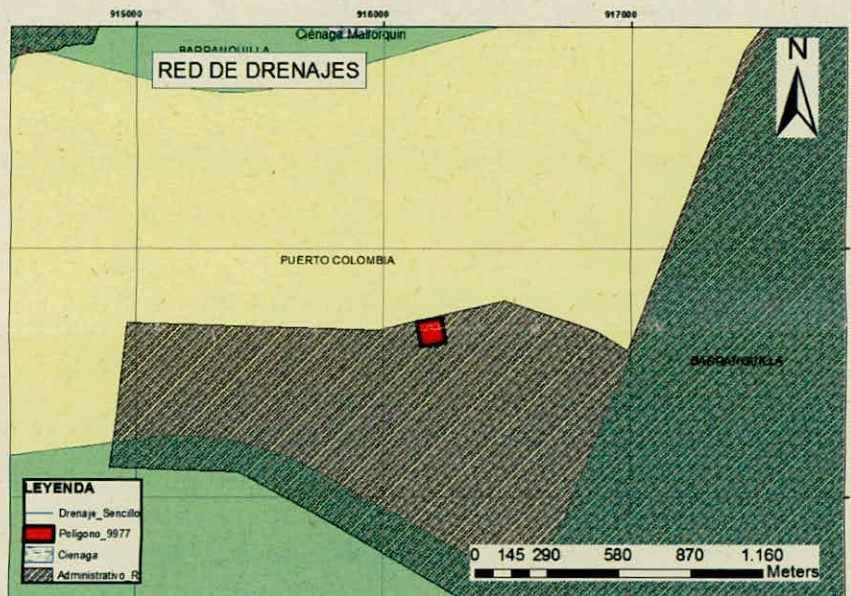 915000 916000 917000
Ciénaga Mallorquin
BARRANQUILLA
RED DE DRENAJES
N
PUERTO COLOMBIA
BARRANQUILLA
LEYENDA
Drenaje_Sencillo
Poligono_9977
Cienaga
Administrativo_R
0 145 290 580 870 1.160
Meters